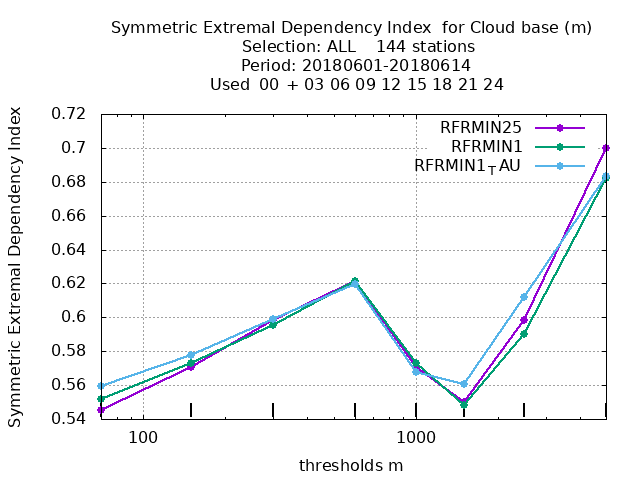 Symmetric Extremal Dependency Index  for Cloud base (m)
Selection: ALL    144 stations
Period: 20180601-20180614
Used  00 + 03 06 09 12 15 18 21 24
Symmetric Extremal Dependency Index
0.72
0.7
0.68
0.66
0.64
0.62
0.6
0.58
0.56
0.54
RFRMIN25
RFRMIN1
RFRMIN1TAU
100
1000
thresholds m